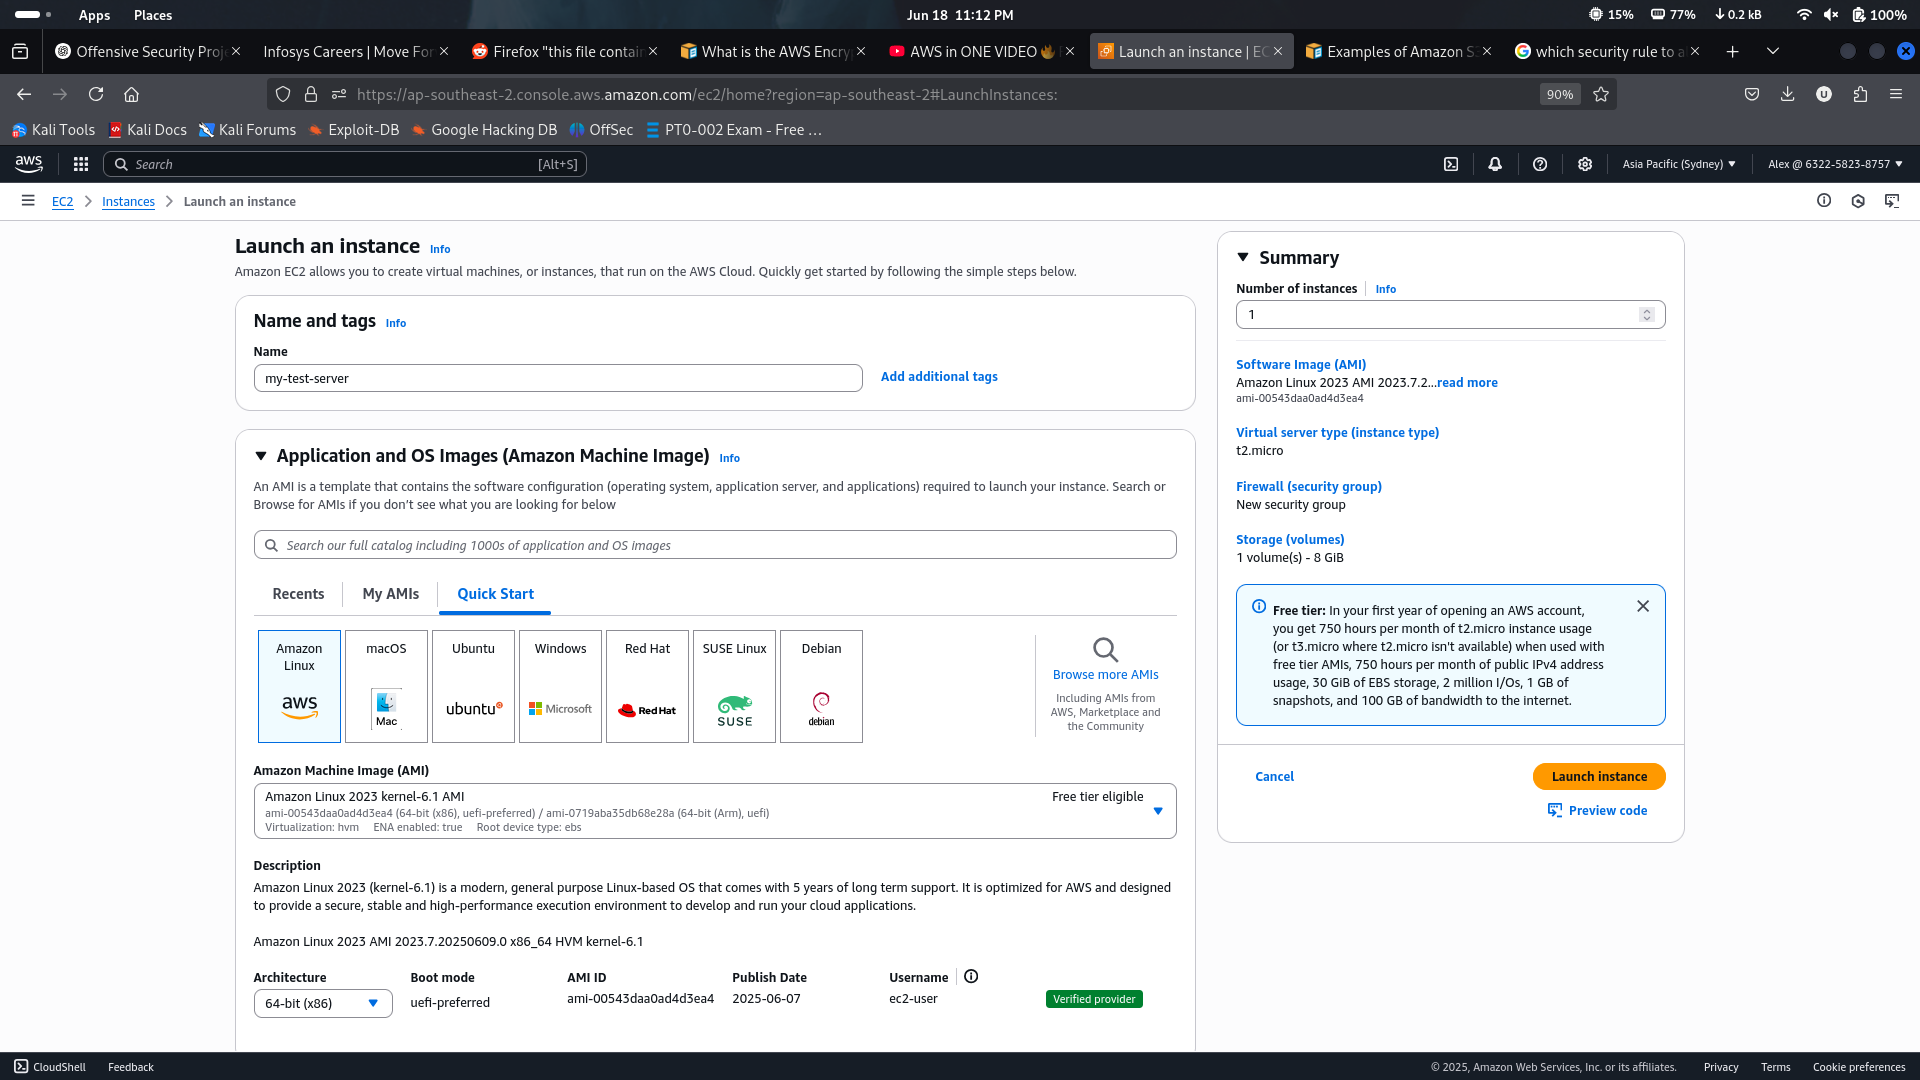 Apps Places
Jun 18 11:12 PM
15% 77% 0.2 kB 100%
Offensive Security Proj
Infosys Careers | Move For
Firefox "this file contain
What is the AWS Encry
AWS in ONE VIDEO
Launch an instance | EC
Examples of Amazon S
which security rule to a
https://ap-southeast-2.console.aws.amazon.com/ec2/home?region=ap-southeast-2#LaunchInstances:
90%
U
Kali Tools Kali Docs Kali Forums Exploit-DB Google Hacking DB OffSec PT0-002 Exam - Free …
aws
Search [Alt+S]
Asia Pacific (Sydney) Alex @ 6322-5823-8757
EC2 Instances Launch an instance
Launch an instance Info
Amazon EC2 allows you to create virtual machines, or instances, that run on the AWS Cloud. Quickly get started by following the simple steps below.
Name and tags Info
Name
my-test-server
Add additional tags
Application and OS Images (Amazon Machine Image) Info
An AMI is a template that contains the software configuration (operating system, application server, and applications) required to launch your instance. Search or
Browse for AMIs if you don’t see what you are looking for below
Search our full catalog including 1000s of application and OS images
Recents My AMIs Quick Start
Amazon
Linux
aws
macOS
Mac
Ubuntu
ubuntu
Windows
Microsoft
Red Hat
Red Hat
SUSE Linux
SUSE
Debian
debian
Browse more AMIs
Including AMIs from
AWS, Marketplace and
the Community
Amazon Machine Image (AMI)
Amazon Linux 2023 kernel-6.1 AMI Free tier eligible
ami-00543daa0ad4d3ea4 (64-bit (x86), uefi-preferred) / ami-0719aba35db68e28a (64-bit (Arm), uefi)
Virtualization: hvm ENA enabled: true Root device type: ebs
Description
Amazon Linux 2023 (kernel-6.1) is a modern, general purpose Linux-based OS that comes with 5 years of long term support. It is optimized for AWS and designed
to provide a secure, stable and high-performance execution environment to develop and run your cloud applications.
Amazon Linux 2023 AMI 2023.7.20250609.0 x86_64 HVM kernel-6.1
Architecture Boot mode AMI ID Publish Date Username
64-bit (x86) uefi-preferred ami-00543daa0ad4d3ea4 2025-06-07 ec2-user Verified provider
Summary
Number of instances Info
1
Software Image (AMI)
Amazon Linux 2023 AMI 2023.7.2...read more
ami-00543daa0ad4d3ea4
Virtual server type (instance type)
t2.micro
Firewall (security group)
New security group
Storage (volumes)
1 volume(s) - 8 GiB
Free tier: In your first year of opening an AWS account,
you get 750 hours per month of t2.micro instance usage
(or t3.micro where t2.micro isn't available) when used with
free tier AMIs, 750 hours per month of public IPv4 address
usage, 30 GiB of EBS storage, 2 million I/Os, 1 GB of
snapshots, and 100 GB of bandwidth to the internet.
Cancel Launch instance
Preview code
CloudShell Feedback
© 2025, Amazon Web Services, Inc. or its affiliates. Privacy Terms Cookie preferences